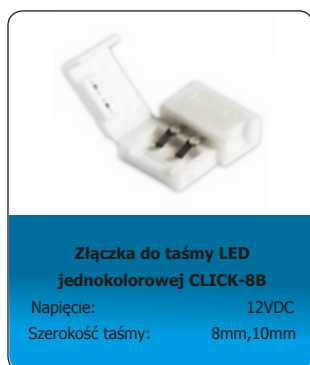 Złączka do taśmy LED
jednokolorowej CLICK-8B
Napięcie: 12VDC
Szerokość taśmy: 8mm,10mm